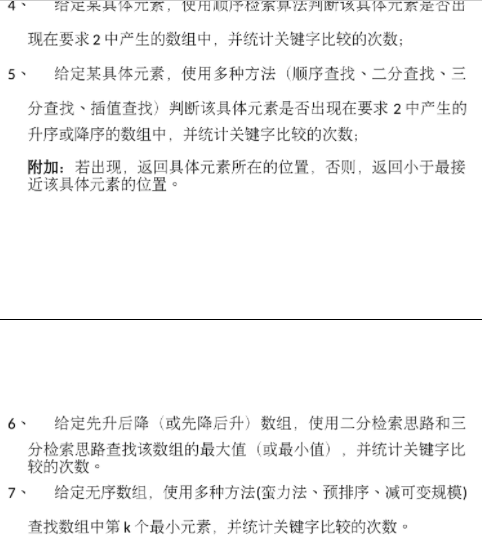 4、 给定某具体元素，使用顺序检索算法判断该具体元素是否出
现在要求 2 中产生的数组中，并统计关键字比较的次数；
5、 给定某具体元素，使用多种方法（顺序查找、二分查找、三
分查找、插值查找）判断该具体元素是否出现在要求 2 中产生的
升序或降序的数组中，并统计关键字比较的次数；
附加：若出现，返回具体元素所在的位置，否则，返回小于最接
近该具体元素的位置。
6、 给定先升后降（或先降后升）数组，使用二分检索思路和三
分检索思路查找该数组的最大值（或最小值），并统计关键字比
较的次数。
7、 给定无序数组，使用多种方法(蛮力法、预排序、减可变规模)
查找数组中第 k 个最小元素，并统计关键字比较的次数。